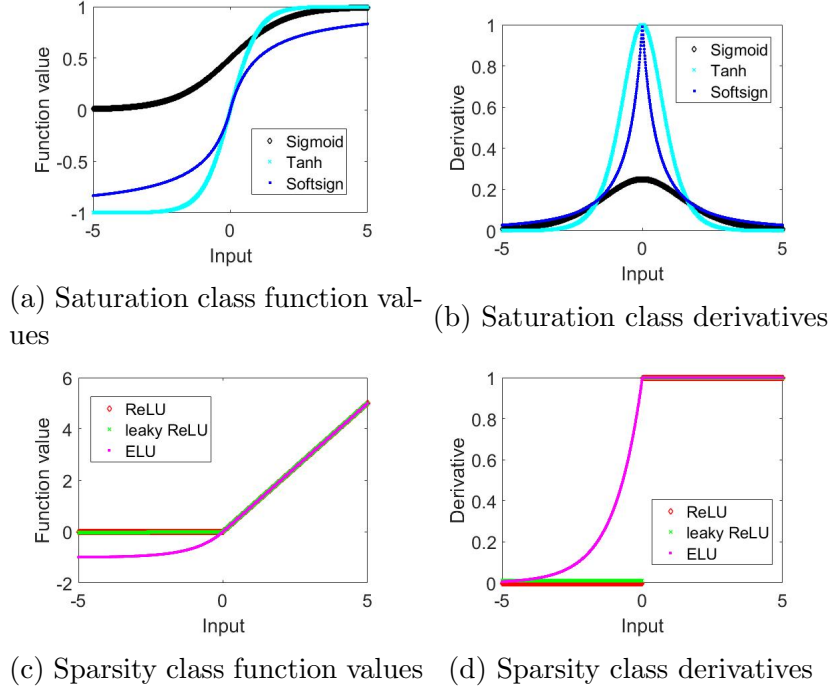 1
0.5
0
-0.5
-1
-5
0
5
Function value
Input
Sigmoid
Tanh
Softsign
(a) Saturation class function val-
ues
1
0.8
0.6
0.4
0.2
0
-5
0
5
Derivative
Input
Sigmoid
Tanh
Softsign
(b) Saturation class derivatives
6
4
2
0
-2
-5
0
5
Function value
Input
ReLU
leaky ReLU
ELU
(c) Sparsity class function values
1
0.8
0.6
0.4
0.2
0
-5
0
5
Derivative
Input
ReLU
leaky ReLU
ELU
(d) Sparsity class derivatives